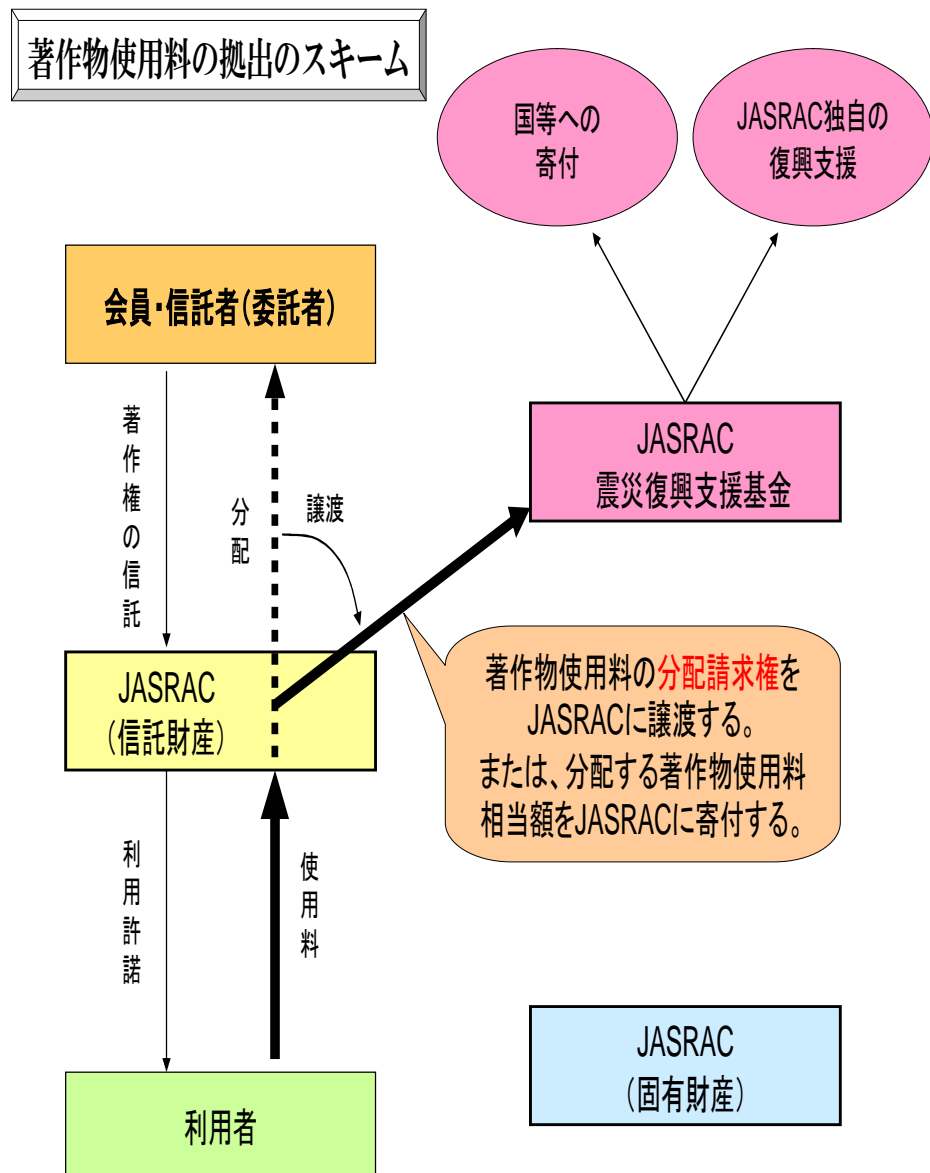 著作物使用料の拠出のスキーム
国等への
寄付
JASRAC独自の
復興支援
会員・信託者(委託者)
JASRAC
震災復興支援基金
著作権の信託
分配
譲渡
JASRAC
(信託財産)
著作物使用料の分配請求権を
JASRACに譲渡する。
または、分配する著作物使用料
相当額をJASRACに寄付する。
利用許諾
使用料
JASRAC
(固有財産)
利用者